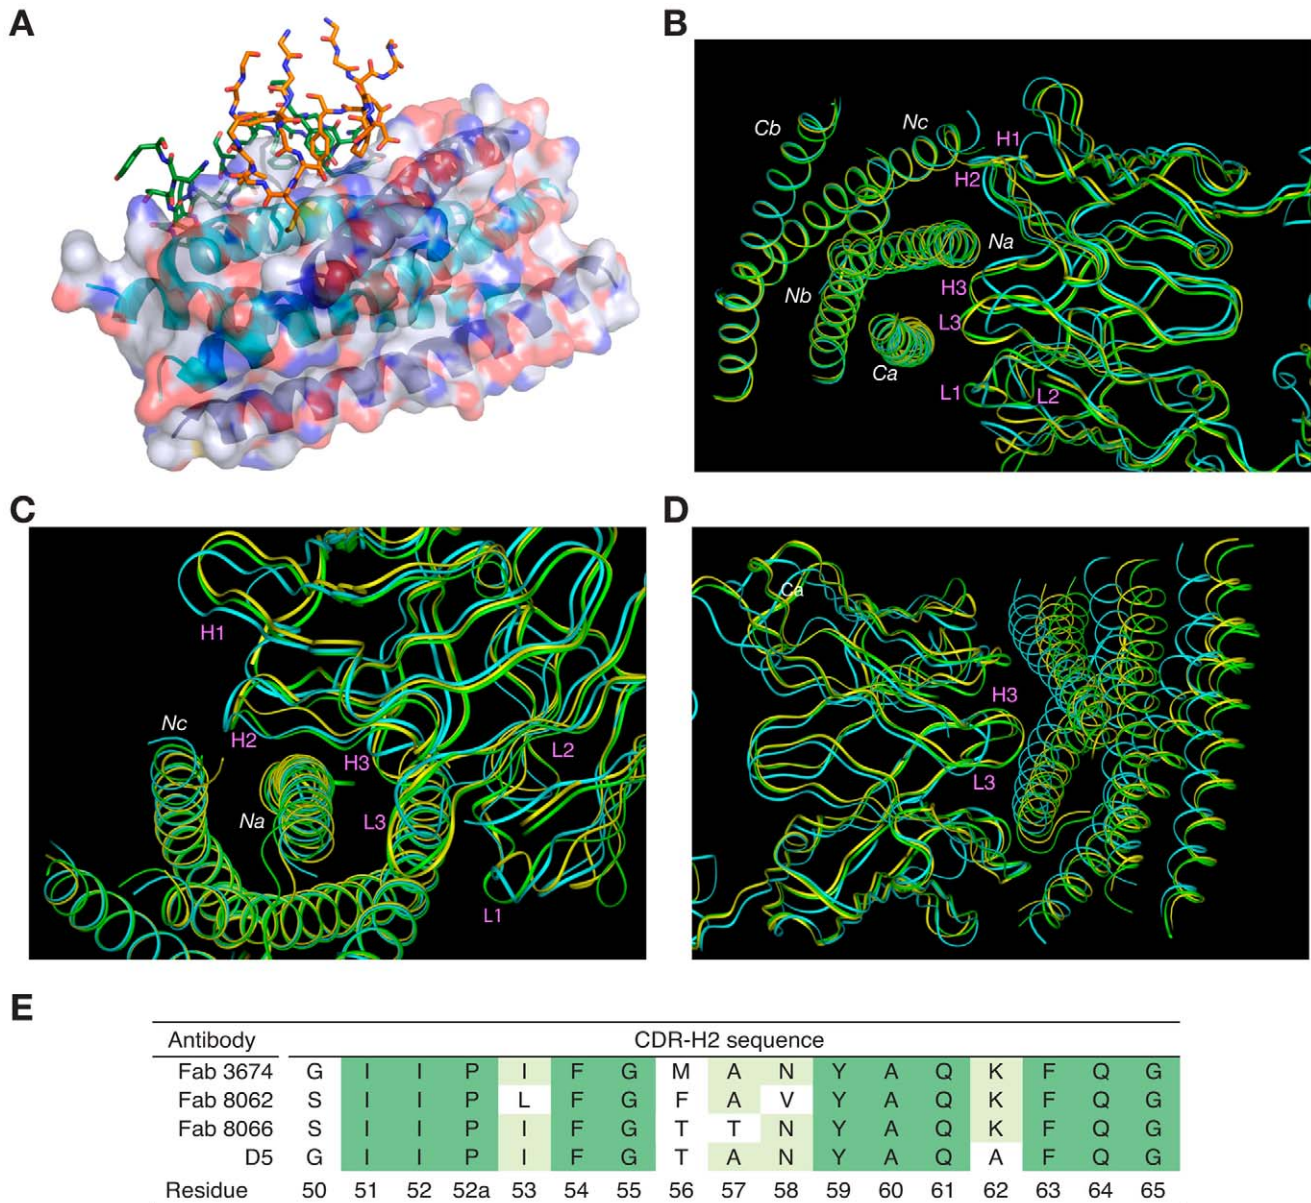 A
B
Cb
Nc
H1
H2
Na
H3
Nb
L3
Ca
L1
L2
C
H1
Nc
H2
H3
L2
Na
L3
L1
D
Ca
H3
L3
E
Antibody CDR-H2 sequence
Fab 3674 G I I P I F G M A N Y A Q K F Q G
Fab 8062 S I I P L F G F A V Y A Q K F Q G
Fab 8066 S I I P I F G T T N Y A Q K F Q G
D5 G I I P I F G T A N Y A Q A F Q G
Residue 50 51 52 52a 53 54 55 56 57 58 59 60 61 62 63 64 65